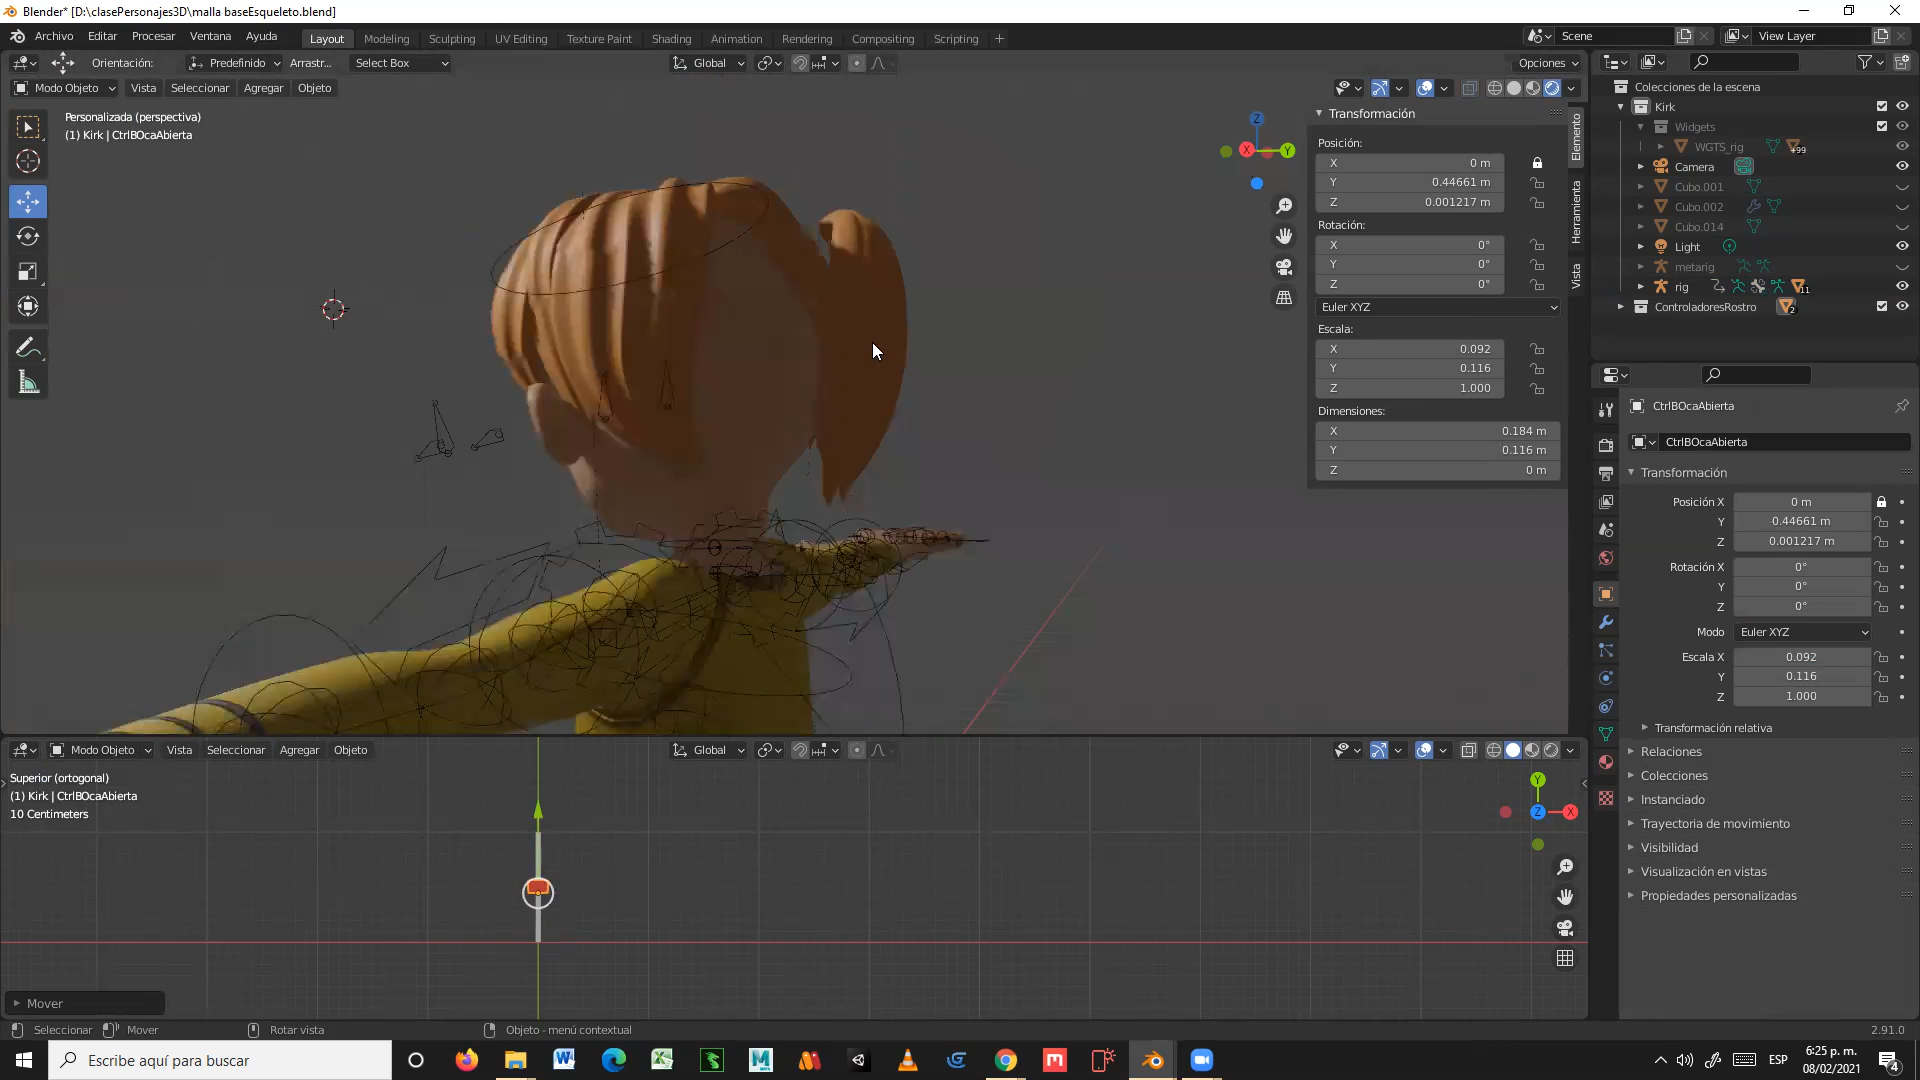 Blender* [D:\clasePersonajes3D\malla baseEsqueleto.blend]
Archivo Editar Procesar Ventana Ayuda Layout Modeling Sculpting UV Editing Texture Paint Shading Animation Rendering Compositing Scripting + Scene View Layer
Orientación: Predefinido Arrastr... Select Box Global Opciones
Modo Objeto Vista Seleccionar Agregar Objeto
Personalizada (perspectiva)
(1) Kirk | CtrlBOcaAbierta
Z
X
Y
Transformación
Posición:
X 0 m
Y 0.44661 m
Z 0.001217 m
Rotación:
X 0°
Y 0°
Z 0°
Euler XYZ
Escala:
X 0.092
Y 0.116
Z 1.000
Dimensiones:
X 0.184 m
Y 0.116 m
Z 0 m
Elemento
Herramienta
Vista
Colecciones de la escena
Kirk
Widgets
WGTS_rig +99
Camera
Cubo.001
Cubo.002
Cubo.014
Light
metarig
rig 11
ControladoresRostro 2
CtrlBOcaAbierta
CtrlBOcaAbierta
Transformación
Posición X 0 m
Y 0.44661 m
Z 0.001217 m
Rotación X 0°
Y 0°
Z 0°
Modo Euler XYZ
Escala X 0.092
Y 0.116
Z 1.000
Transformación relativa
Relaciones
Colecciones
Instanciado
Trayectoria de movimiento
Visibilidad
Visualización en vistas
Propiedades personalizadas
Modo Objeto Vista Seleccionar Agregar Objeto Global
Superior (ortogonal)
(1) Kirk | CtrlBOcaAbierta
10 Centimeters
Y
Z
X
Mover
Seleccionar Mover Rotar vista Objeto - menú contextual 2.91.0
Escribe aquí para buscar
ESP
6:25 p. m.
08/02/2021
4